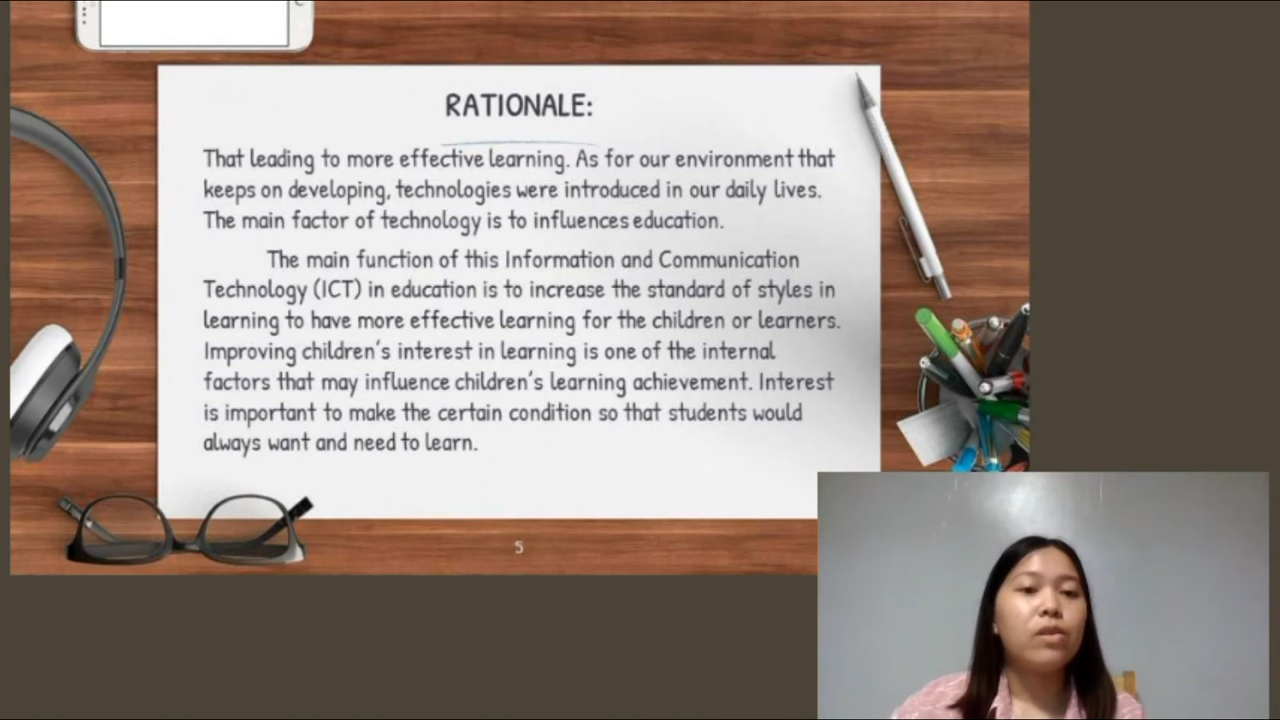 RATIONALE:
That leading to more effective learning. As for our environment that
keeps on developing, technologies were introduced in our daily lives.
The main factor of technology is to influences education.
The main function of this Information and Communication
Technology (ICT) in education is to increase the standard of styles in
learning to have more effective learning for the children or learners.
Improving children's interest in learning is one of the internal
factors that may influence children's learning achievement. Interest
is important to make the certain condition so that students would
always want and need to learn.
5